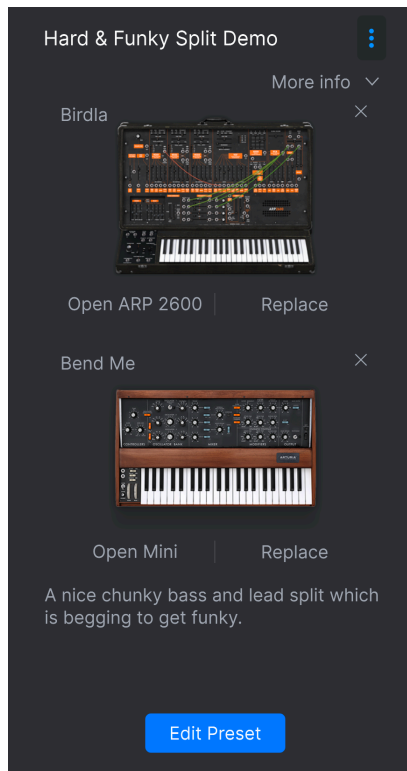 Hard & Funky Split Demo
More info
Birdla
Open ARP 2600
Replace
Bend Me
ARTURIA
Open Mini
Replace
A nice chunky bass and lead split which
is begging to get funky.
Edit Preset